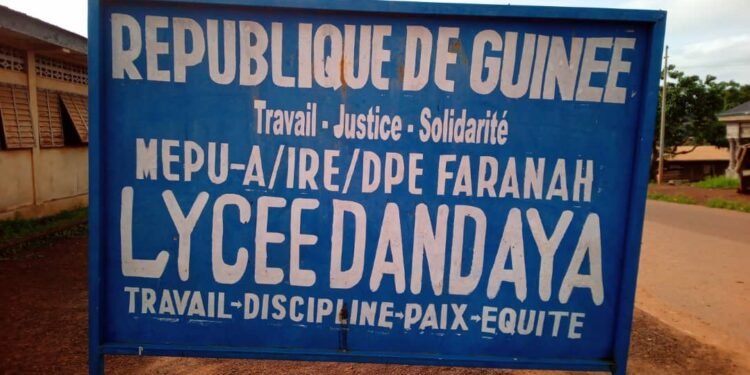 REPUBLIQUE DE GUINEE
Travail - Justice - Solidarité
MEPU-A/IRE/DPE FARANAH
LYCEE DANDAYA
TRAVAIL-DISCIPLINE-PAIX-EQUITE